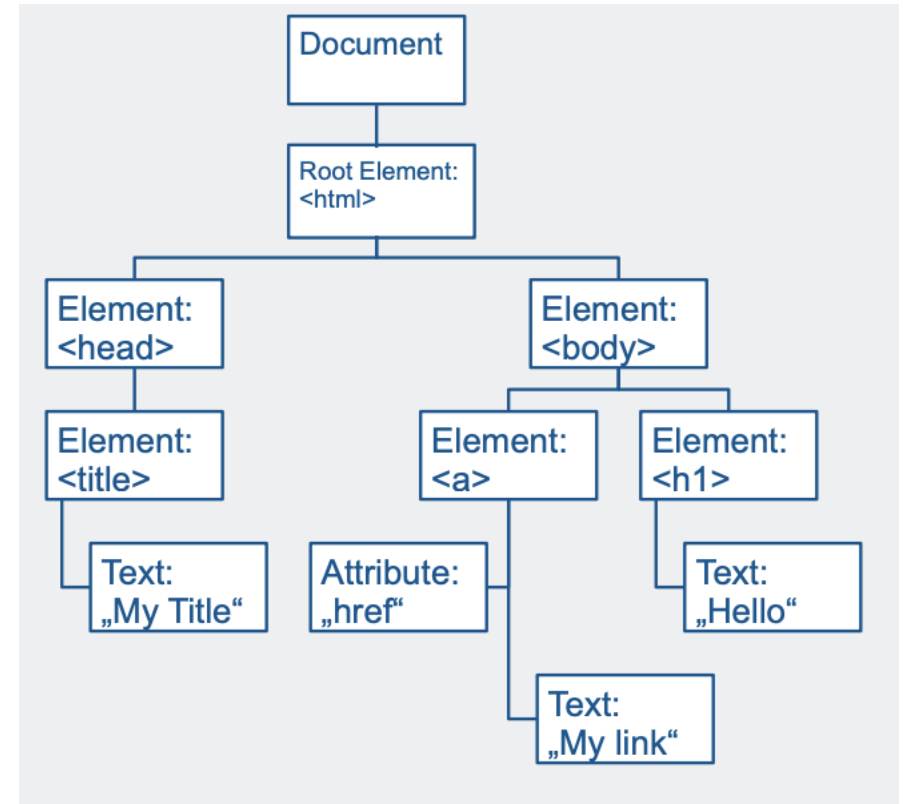 Document
Root Element:
<html>
Element:
<head>
Element:
<body>
Element:
<title>
Element:
<a>
Element:
<h1>
Text:
„My Title“
Attribute:
„href“
Text:
„Hello“
Text:
„My link“